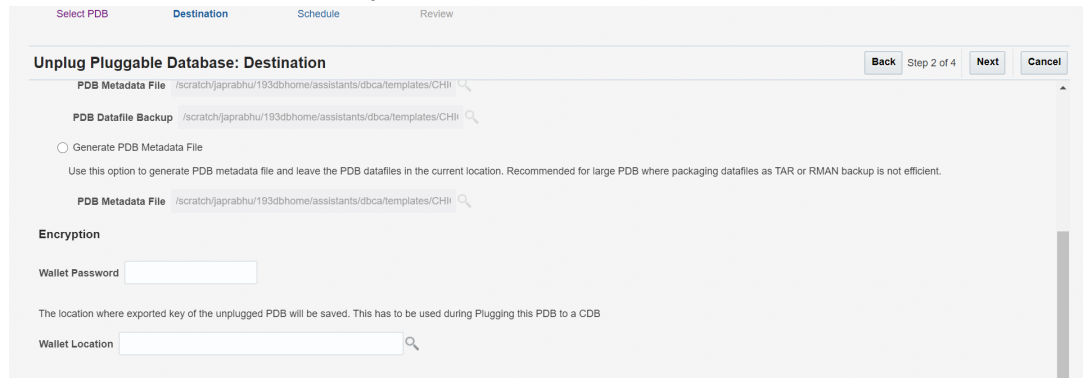 Select PDB Destination Schedule Review
Unplug Pluggable Database: Destination Back Step 2 of 4 Next Cancel
PDB Metadata File /scratch/japrabhu/193dbhome/assistants/dbca/templates/CHI
PDB Datafile Backup /scratch/japrabhu/193dbhome/assistants/dbca/templates/CHI
Generate PDB Metadata File
Use this option to generate PDB metadata file and leave the PDB datafiles in the current location. Recommended for large PDB where packaging datafiles as TAR or RMAN backup is not efficient.
PDB Metadata File /scratch/japrabhu/193dbhome/assistants/dbca/templates/CHI
Encryption
Wallet Password
The location where exported key of the unplugged PDB will be saved. This has to be used during Plugging this PDB to a CDB
Wallet Location